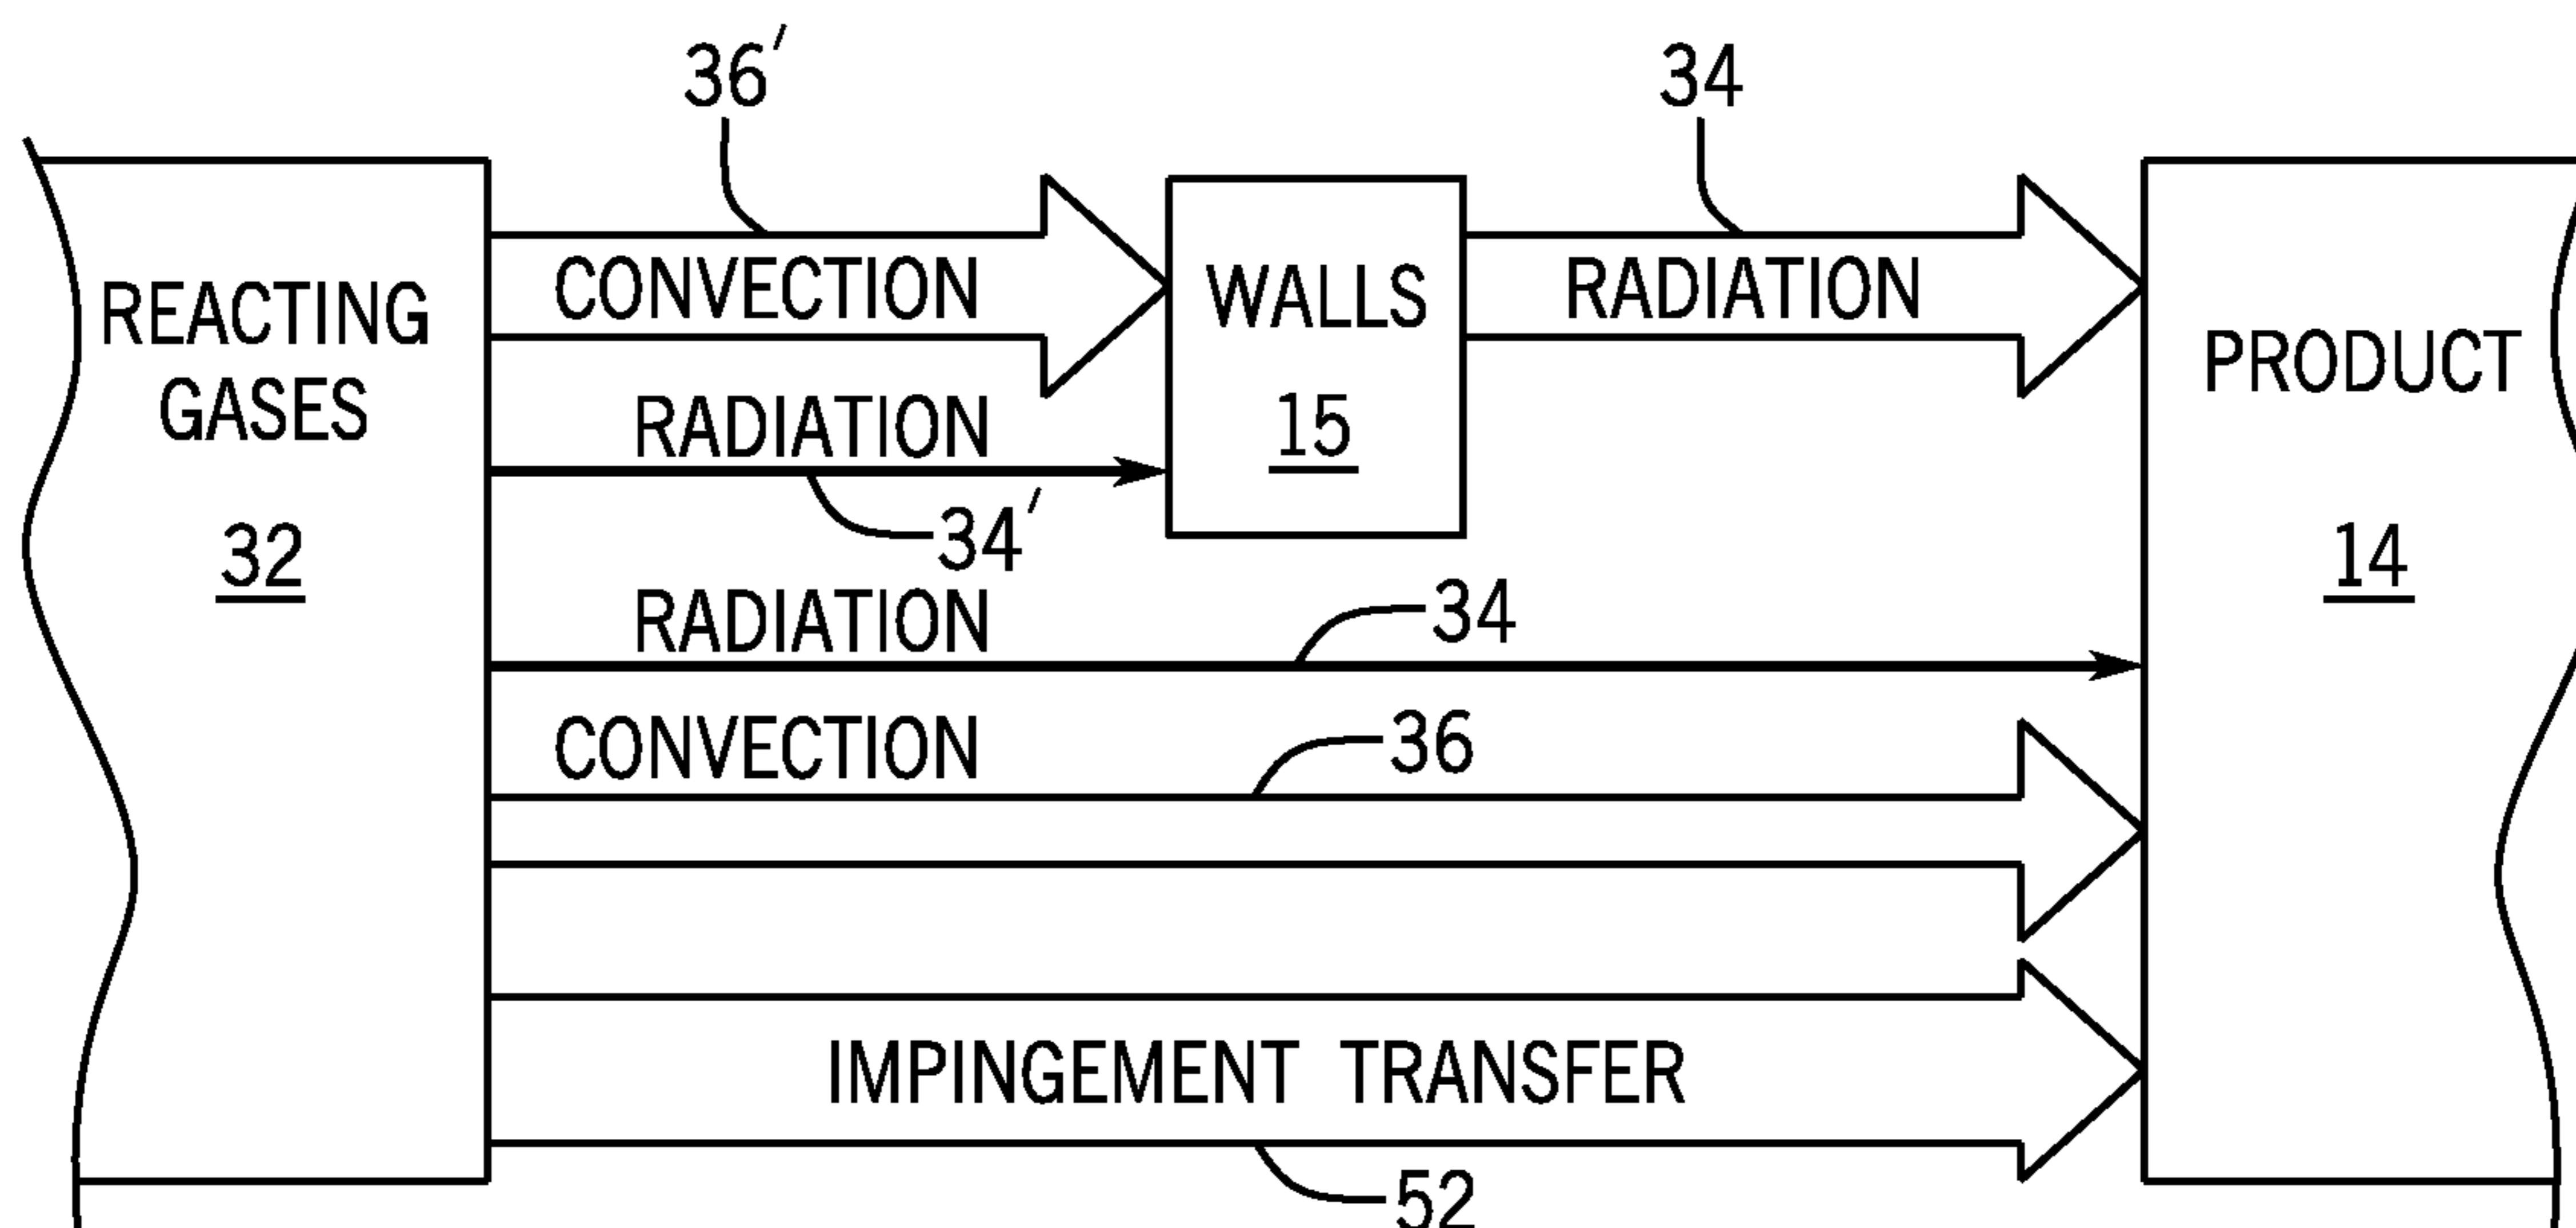 36′
34
CONVECTION
RADIATION
WALLS
15
REACTING
GASES
32
RADIATION
34′
PRODUCT
14
RADIATION
34
CONVECTION
36
IMPINGEMENT TRANSFER
52